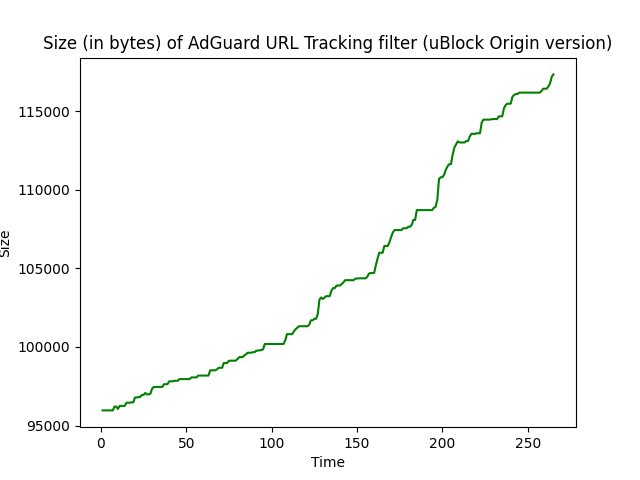 Size (in bytes) of AdGuard URL Tracking filter (uBlock Origin version)
115000
110000
Size
105000
100000
95000
0 50 100 150 200 250
Time